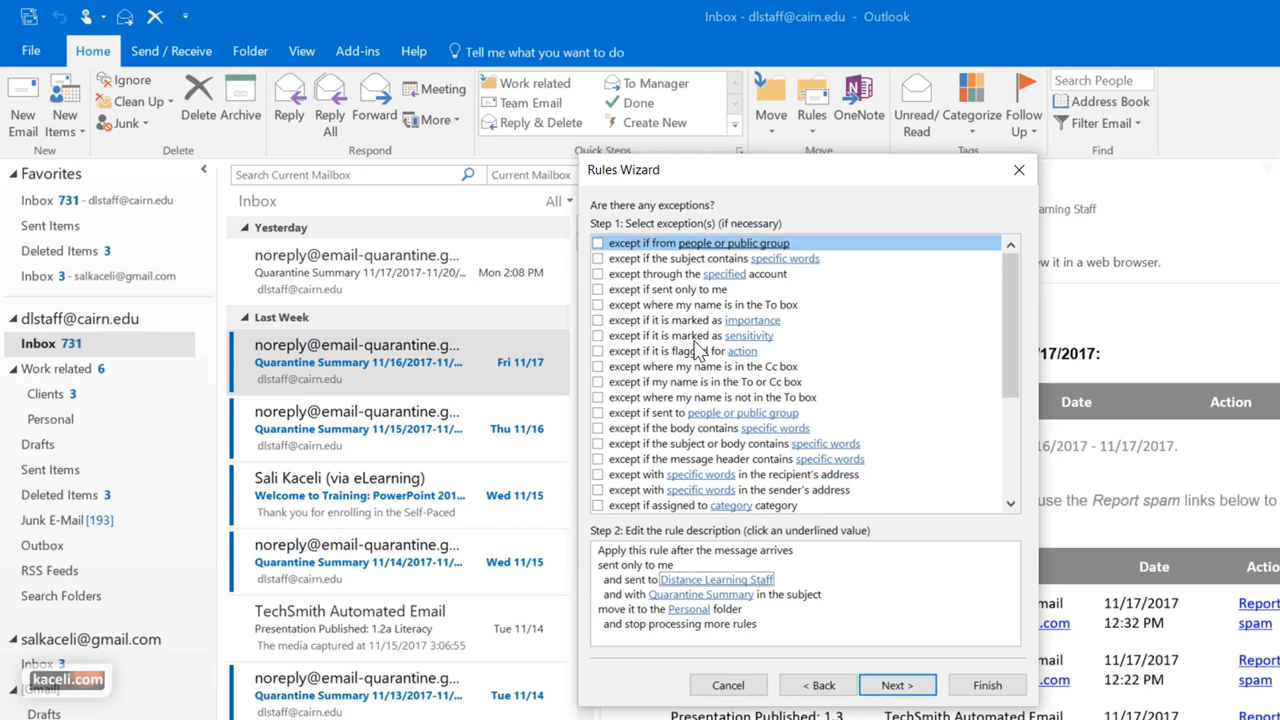 Inbox - dlstaff@cairn.edu - Outlook
File Home Send / Receive Folder View Add-ins Help Tell me what you want to do
Ignore
Clean Up
Junk
Delete Archive
New Email
New Items
Reply
Reply All
Forward
Meeting
More
Work related
Team Email
Reply & Delete
To Manager
Done
Create New
Move
Rules
OneNote
Unread/ Read
Categorize
Follow Up
Search People
Address Book
Filter Email
New Delete Respond Quick Steps Move Tags Find
Favorites
Inbox 731 - dlstaff@cairn.edu
Sent Items
Deleted Items 3
Inbox 3 - salkaceli@gmail.com
dlstaff@cairn.edu
Inbox 731
Work related 6
Clients 3
Personal
Drafts
Sent Items
Deleted Items 3
Junk E-Mail [193]
Outbox
RSS Feeds
Search Folders
salkaceli@gmail.com
Inbox 3
kaceli.com
Drafts
Search Current Mailbox Current Mailbox
Inbox All
Yesterday
noreply@email-quarantine.g...
Quarantine Summary 11/17/2017-11/20/... Mon 2:08 PM
dlstaff@cairn.edu
Last Week
noreply@email-quarantine.g...
Quarantine Summary 11/16/2017-11/... Fri 11/17
dlstaff@cairn.edu
noreply@email-quarantine.g...
Quarantine Summary 11/15/2017-11/... Thu 11/16
dlstaff@cairn.edu
Sali Kaceli (via eLearning)
Welcome to Training: PowerPoint 201... Wed 11/15
Thank you for enrolling in the Self-Paced
noreply@email-quarantine.g...
Quarantine Summary 11/14/2017-11/... Wed 11/15
dlstaff@cairn.edu
TechSmith Automated Email
Presentation Published: 1.2a Literacy Tue 11/14
The media captured at 11/15/2017 3:06:55
noreply@email-quarantine.g...
Quarantine Summary 11/13/2017-11/... Tue 11/14
dlstaff@cairn.edu
Rules Wizard
Are there any exceptions?
Step 1: Select exception(s) (if necessary)
except if from people or public group
except if the subject contains specific words
except through the specified account
except if sent only to me
except where my name is in the To box
except if it is marked as importance
except if it is marked as sensitivity
except if it is flagged for action
except where my name is in the Cc box
except if my name is in the To or Cc box
except where my name is not in the To box
except if sent to people or public group
except if the body contains specific words
except if the subject or body contains specific words
except if the message header contains specific words
except with specific words in the recipient's address
except with specific words in the sender's address
except if assigned to category category
Step 2: Edit the rule description (click an underlined value)
Apply this rule after the message arrives
sent only to me
and sent to Distance Learning Staff
and with Quarantine Summary in the subject
move it to the Personal folder
and stop processing more rules
Cancel < Back Next > Finish
arning Staff
w it in a web browser.
/17/2017:
Date Action
6/2017 - 11/17/2017.
use the Report spam links below to
Date Actio
mail 11/17/2017 Report
.com 12:32 PM spam
mail 11/17/2017 Report
.com 12:22 PM spam
Presentation Published: 1.3 TechSmith Automated Email 11/17/2017 Report